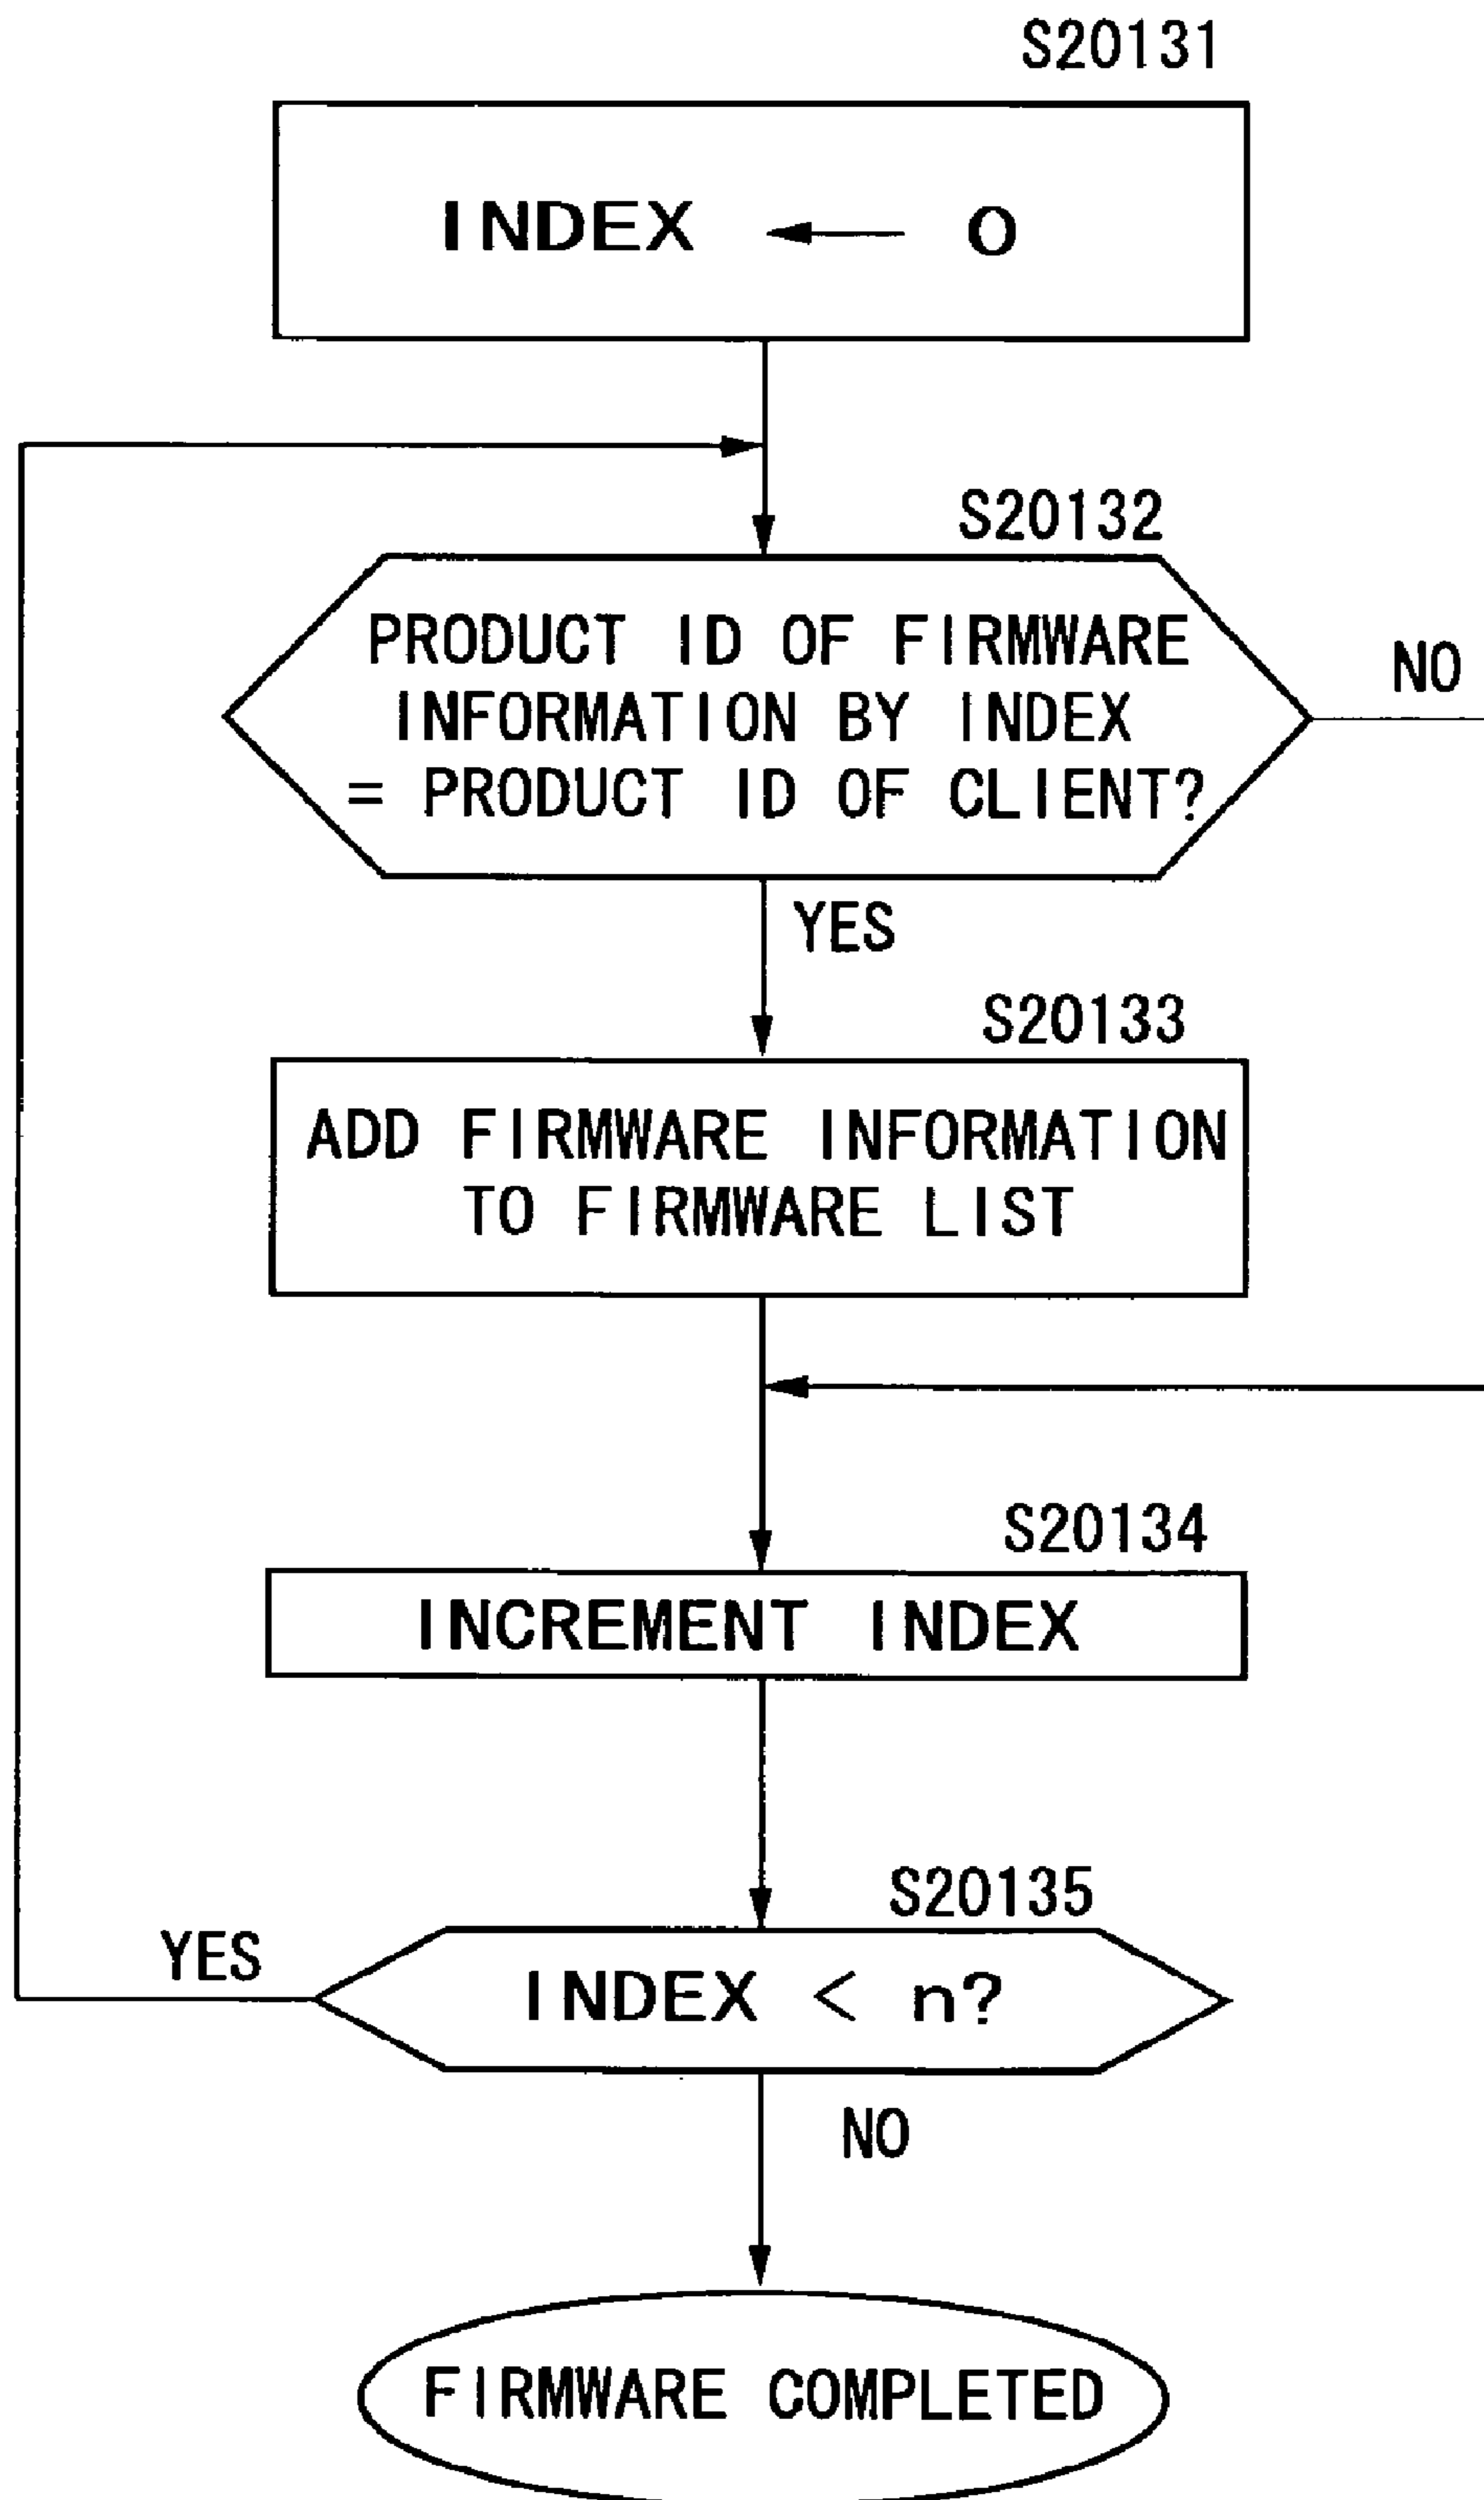 S20131
INDEX ← 0
S20132
PRODUCT ID OF FIRMWARE
INFORMATION BY INDEX
= PRODUCT ID OF CLIENT?
NO
YES
S20133
ADD FIRMWARE INFORMATION
TO FIRMWARE LIST
S20134
INCREMENT INDEX
S20135
YES
INDEX < n?
NO
FIRMWARE COMPLETED